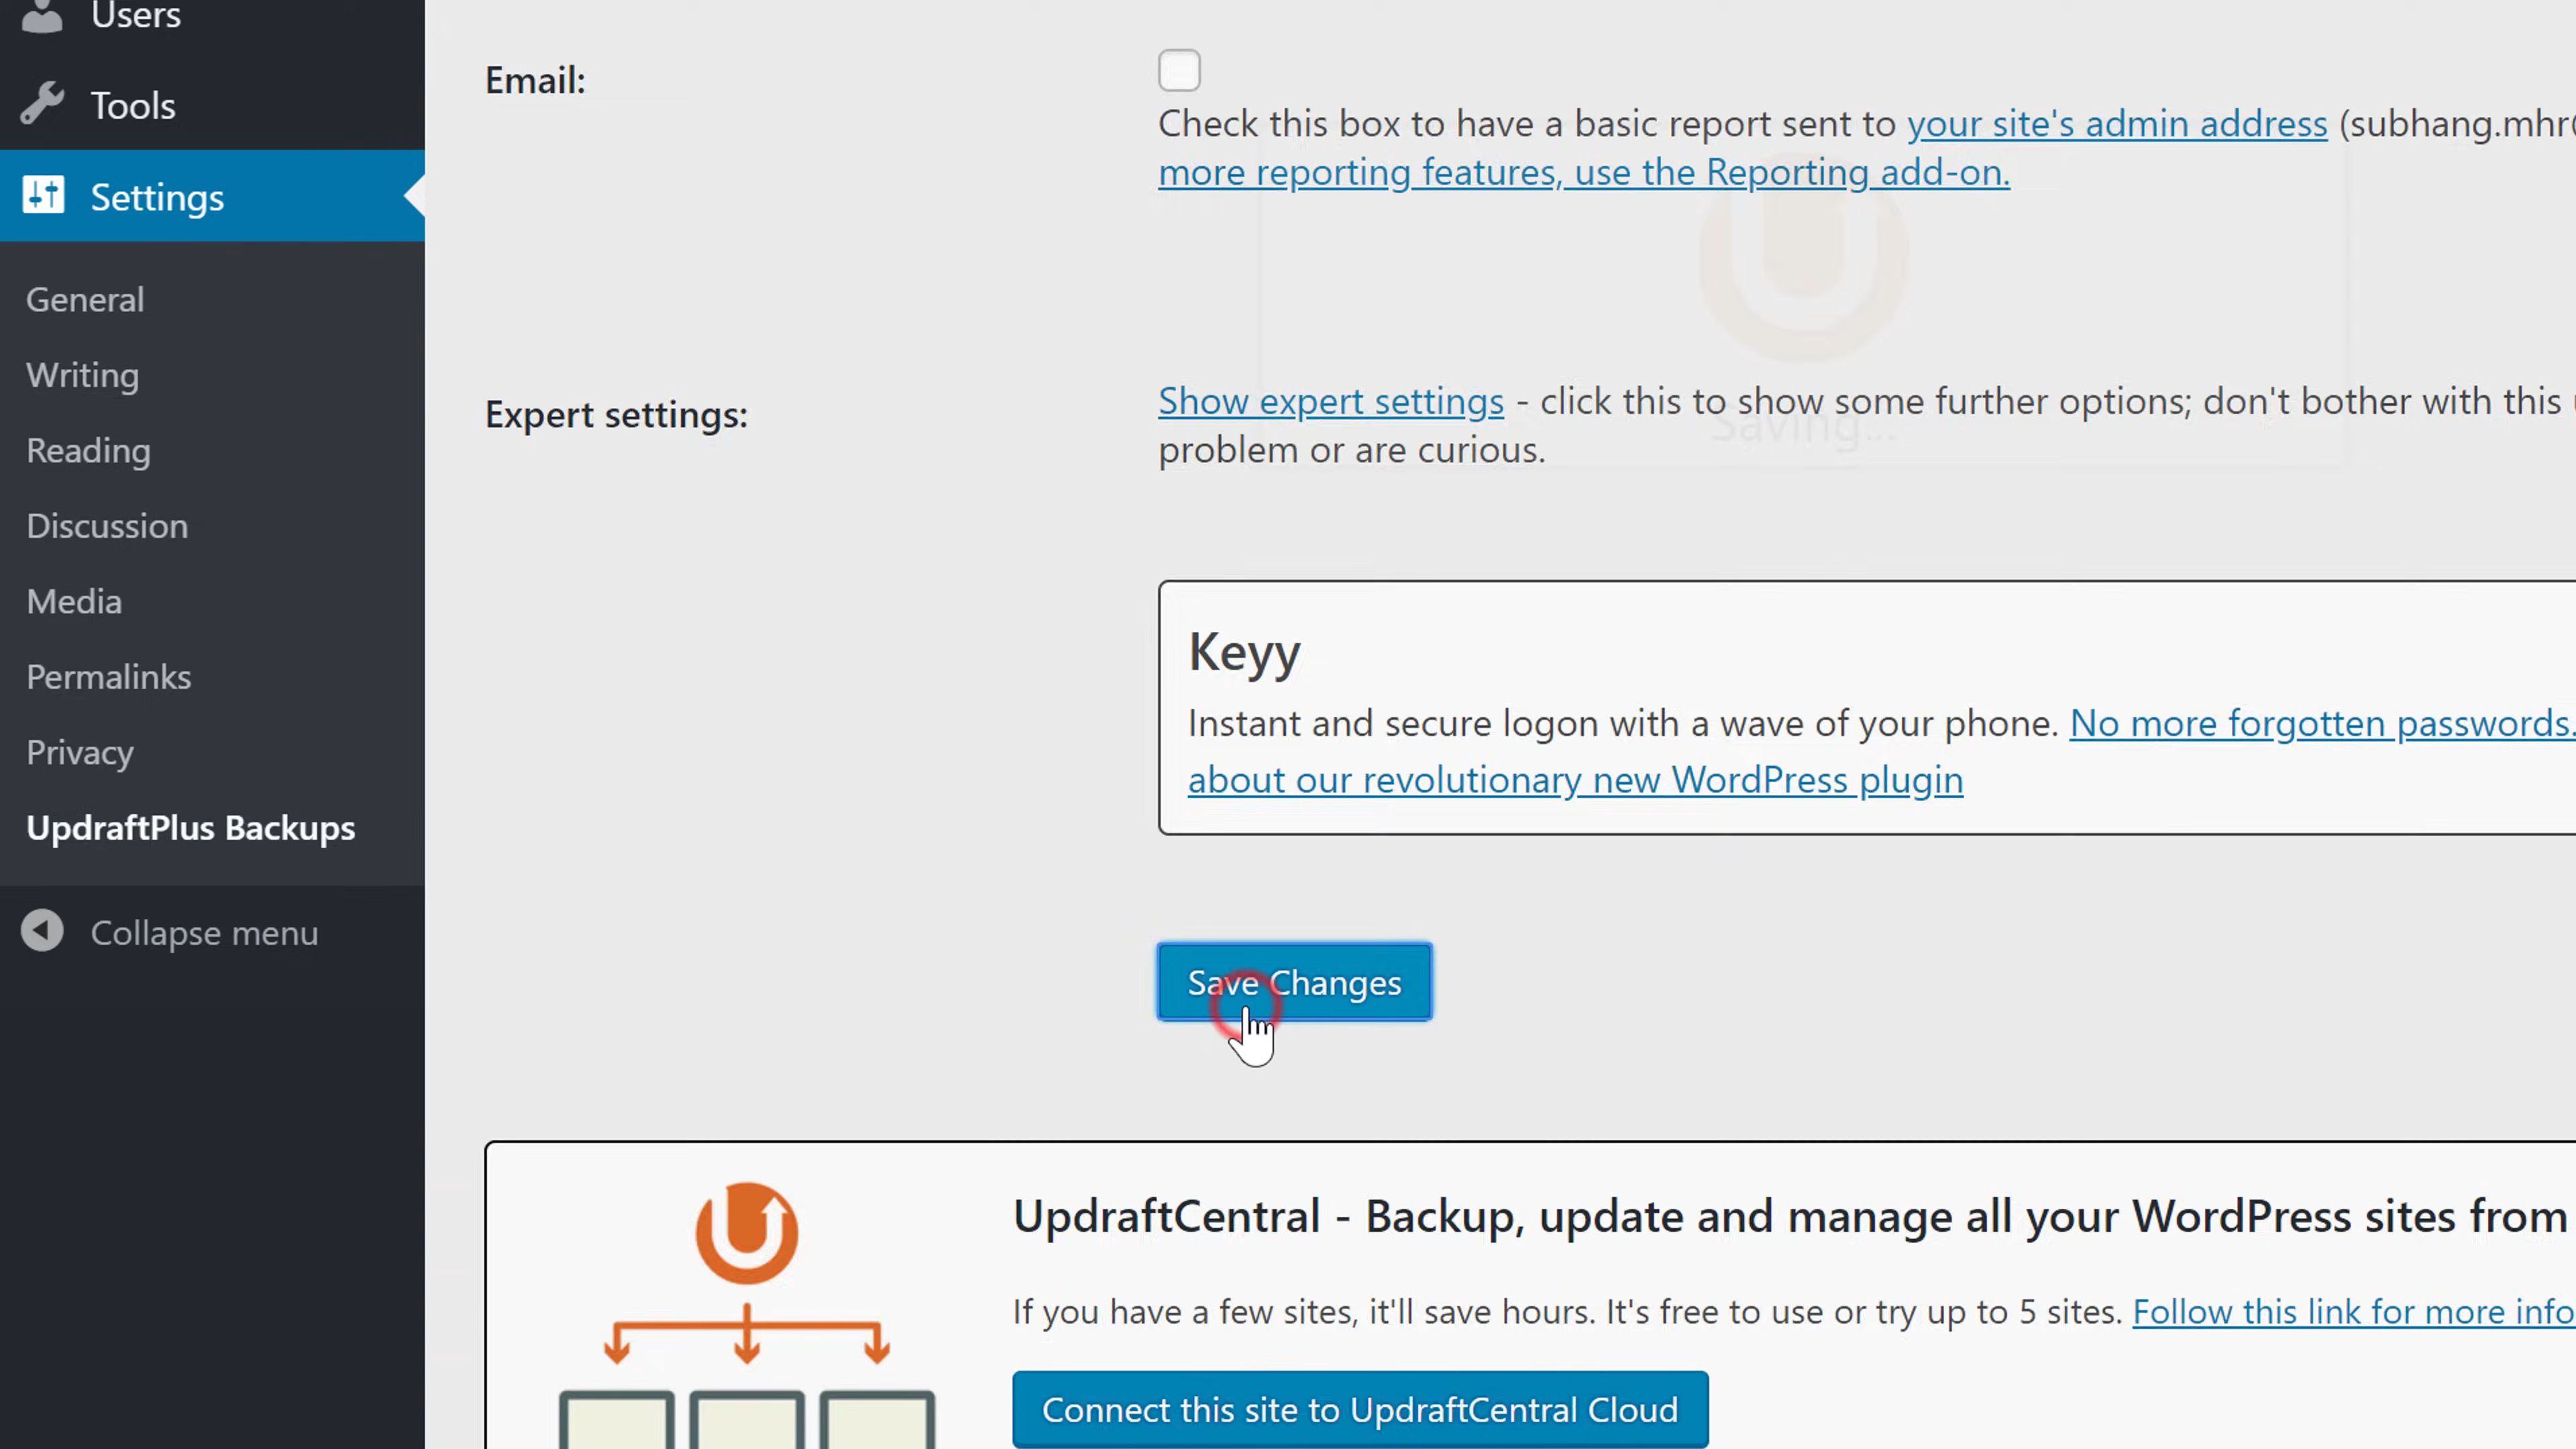 Users
Tools
Settings
General
Writing
Reading
Discussion
Media
Permalinks
Privacy
UpdraftPlus Backups
Collapse menu
Email:
Check this box to have a basic report sent to your site's admin address (subhang.mhr@
more reporting features, use the Reporting add-on.
Expert settings:
Show expert settings - click this to show some further options; don't bother with this
problem or are curious.
Saving...
Keyy
Instant and secure logon with a wave of your phone. No more forgotten passwords.
about our revolutionary new WordPress plugin
Save Changes
UpdraftCentral - Backup, update and manage all your WordPress sites from
If you have a few sites, it'll save hours. It's free to use or try up to 5 sites. Follow this link for more info
Connect this site to UpdraftCentral Cloud